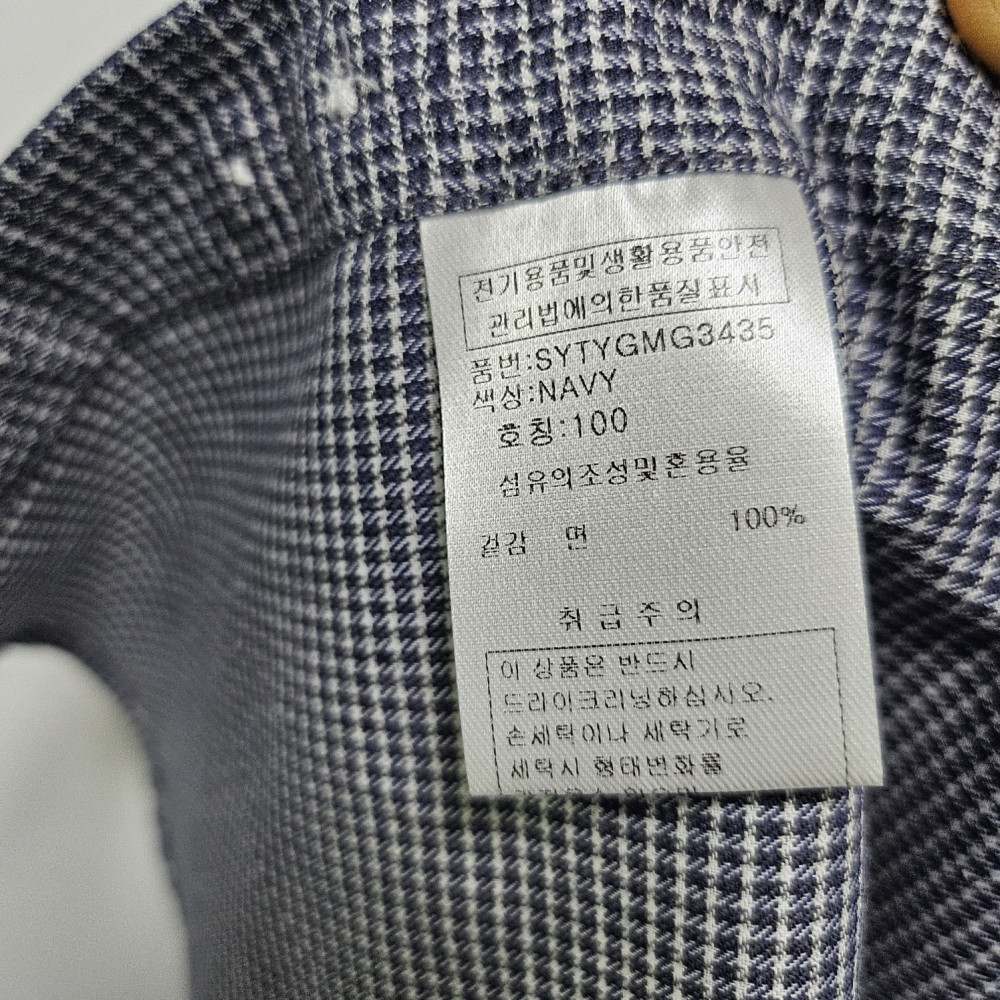 전기용품및생활용품안전
관리법에의한품질표시
품번:SYTYGMG3435
색상:NAVY
호칭:100
섬유의조성및혼용율
겉감 면 100%
취급주의
이 상품은 반드시
드라이크리닝하십시오.
손세탁이나 세탁기로
세탁시 형태변화를